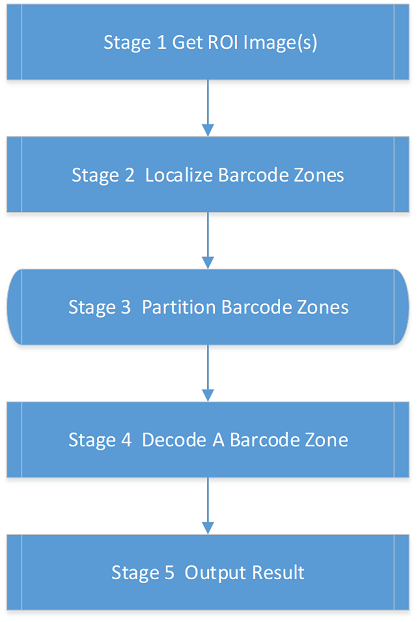 Stage 1 Get ROI Image(s)
Stage 2  Localize Barcode Zones
Stage 3  Partition Barcode Zones
Stage 4  Decode A Barcode Zone
Stage 5  Output Result